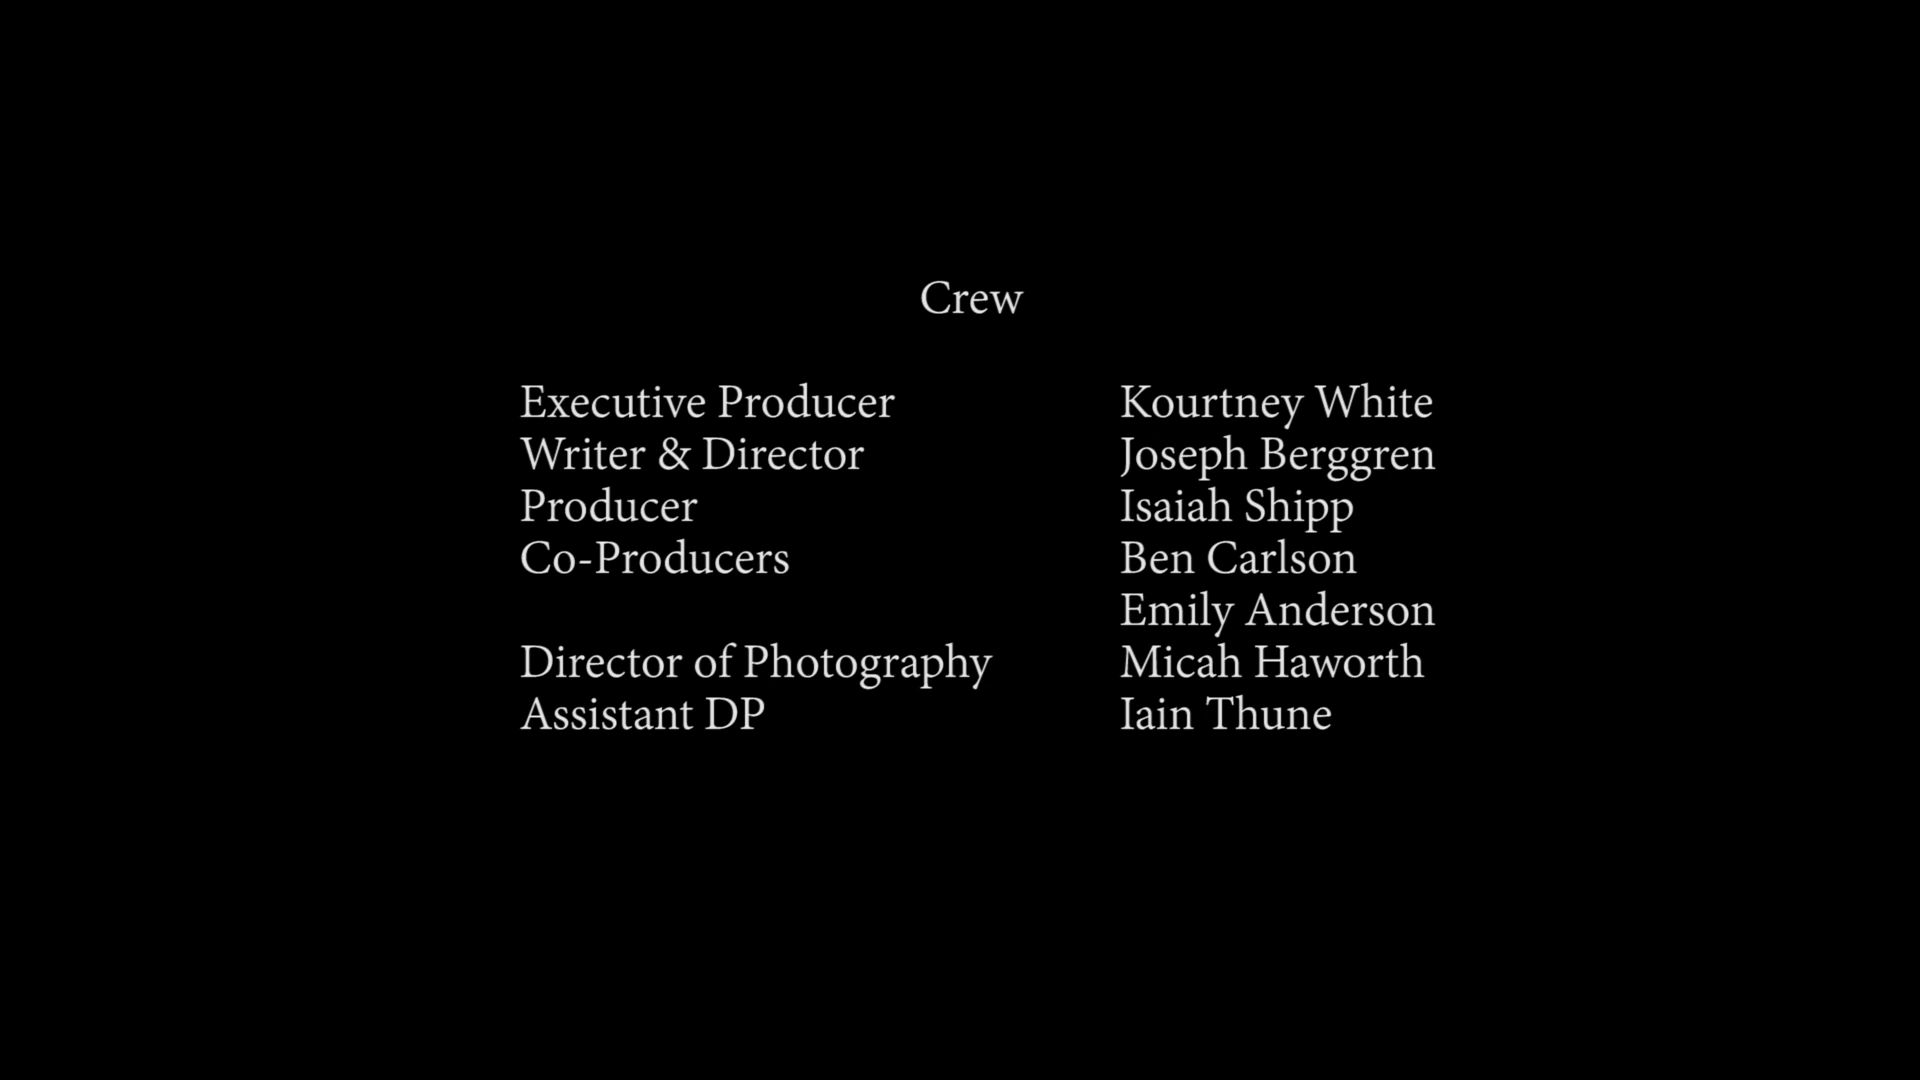 Crew
Executive Producer Kourtney White
Writer & Director Joseph Berggren
Producer Isaiah Shipp
Co-Producers Ben Carlson
Emily Anderson
Director of Photography Micah Haworth
Assistant DP Iain Thune